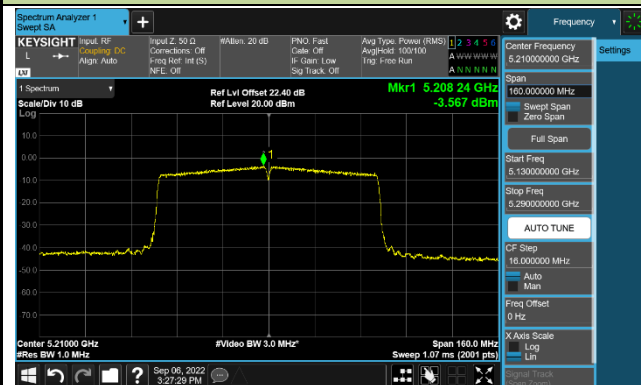 Spectrum Analyzer 1
Swept SA
Frequency
KEYSIGHT
Input: RF
Coupling: DC
Align: Auto
Input Z: 50 Ω
Corrections: Off
Freq Ref: Int (S)
NFE: Off
#Atten: 20 dB
PNO: Fast
Gate: Off
IF Gain: Low
Sig Track: Off
Avg Type: Power (RMS)
Avg|Hold: 100/100
Trig: Free Run
1 2 3 4 5 6
A W W W W W
A N N N N N
L
LXI
1 Spectrum
Scale/Div 10 dB
Log
Ref Lvl Offset 22.40 dB
Ref Level 20.00 dBm
Mkr1 5.208 24 GHz
-3.567 dBm
10.0
0.00
1
-10.0
-20.0
-30.0
-40.0
-50.0
-60.0
-70.0
Center 5.21000 GHz
#Res BW 1.0 MHz
#Video BW 3.0 MHz*
Span 160.0 MHz
Sweep 1.07 ms (2001 pts)
Sep 06, 2022
3:27:29 PM
?
Center Frequency
5.210000000 GHz
Settings
Span
160.000000 MHz
Swept Span
Zero Span
Full Span
Start Freq
5.130000000 GHz
Stop Freq
5.290000000 GHz
AUTO TUNE
CF Step
16.000000 MHz
Auto
Man
Freq Offset
0 Hz
X Axis Scale
Log
Lin
Signal Track
(Span Zoom)